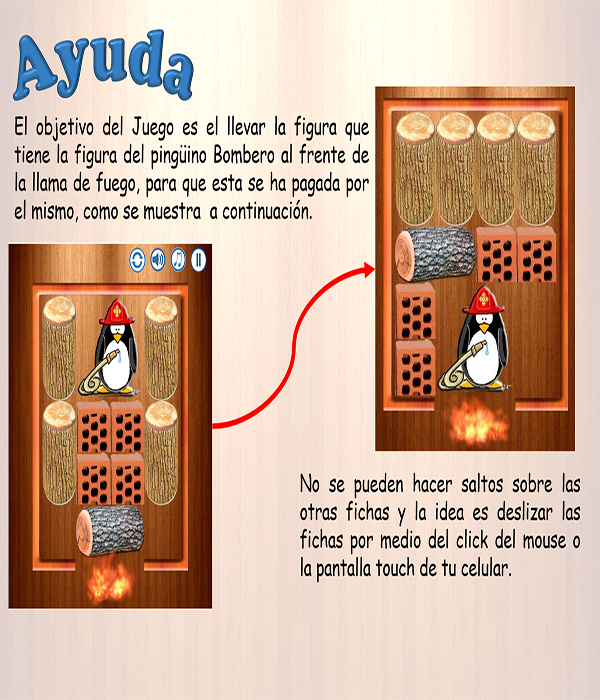 Ayuda
El objetivo del Juego es el llevar la figura que
tiene la figura del pingüino Bombero al frente de
la llama de fuego, para que esta se ha pagada por
el mismo, como se muestra a continuación.
No se pueden hacer saltos sobre las
otras fichas y la idea es deslizar las
fichas por medio del click del mouse o
la pantalla touch de tu celular.